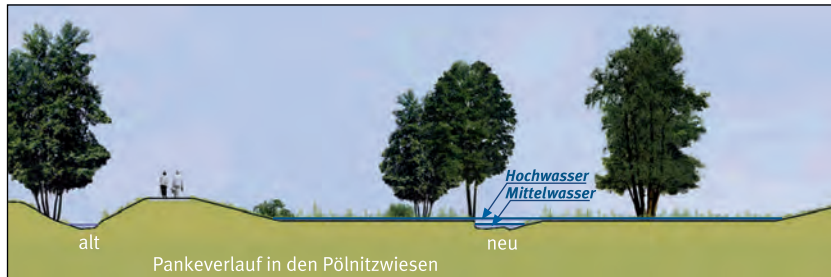 Hochwasser
Mittelwasser
alt
neu
Pankeverlauf in den Pölnitzwiesen